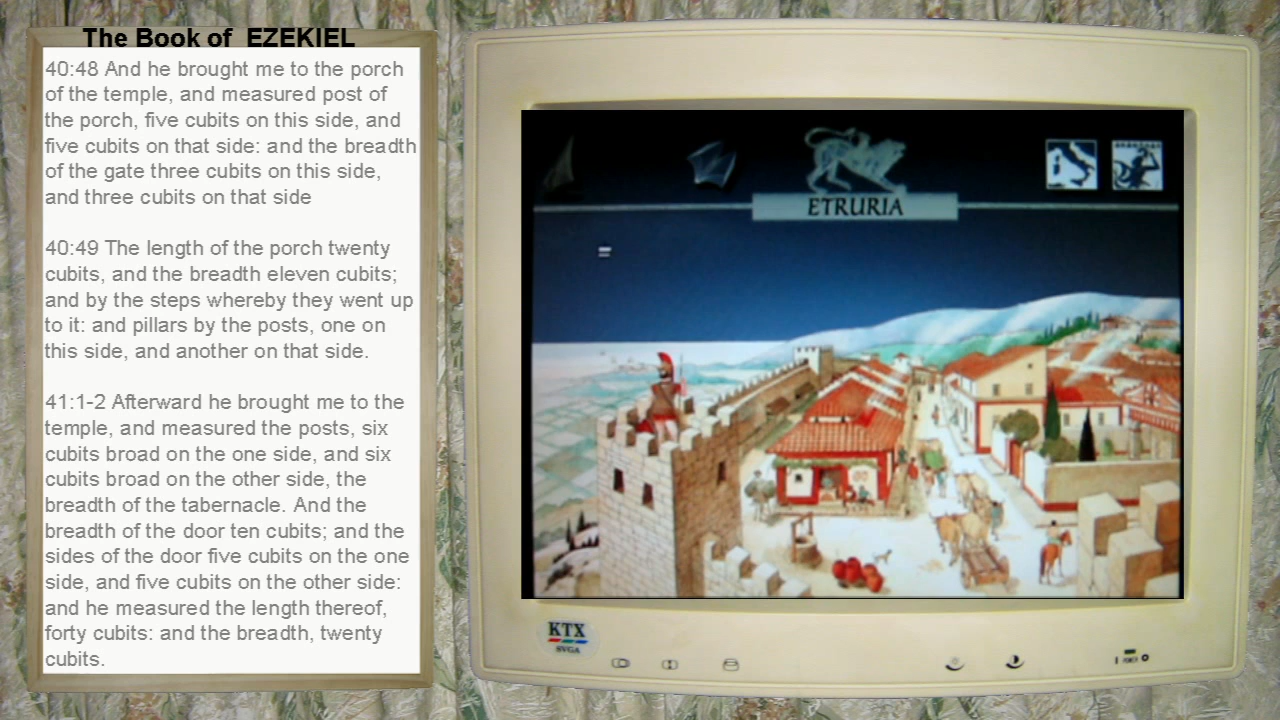 The Book of  EZEKIEL
40:48 And he brought me to the porch
of the temple, and measured post of
the porch, five cubits on this side, and
five cubits on that side: and the breadth
of the gate three cubits on this side,
and three cubits on that side
40:49 The length of the porch twenty
cubits, and the breadth eleven cubits;
and by the steps whereby they went up
to it: and pillars by the posts, one on
this side, and another on that side.
41:1-2 Afterward he brought me to the
temple, and measured the posts, six
cubits broad on the one side, and six
cubits broad on the other side, the
breadth of the tabernacle. And the
breadth of the door ten cubits; and the
sides of the door five cubits on the one
side, and five cubits on the other side:
and he measured the length thereof,
forty cubits: and the breadth, twenty
cubits.
ETRURIA
KTX
SVGA
POWER